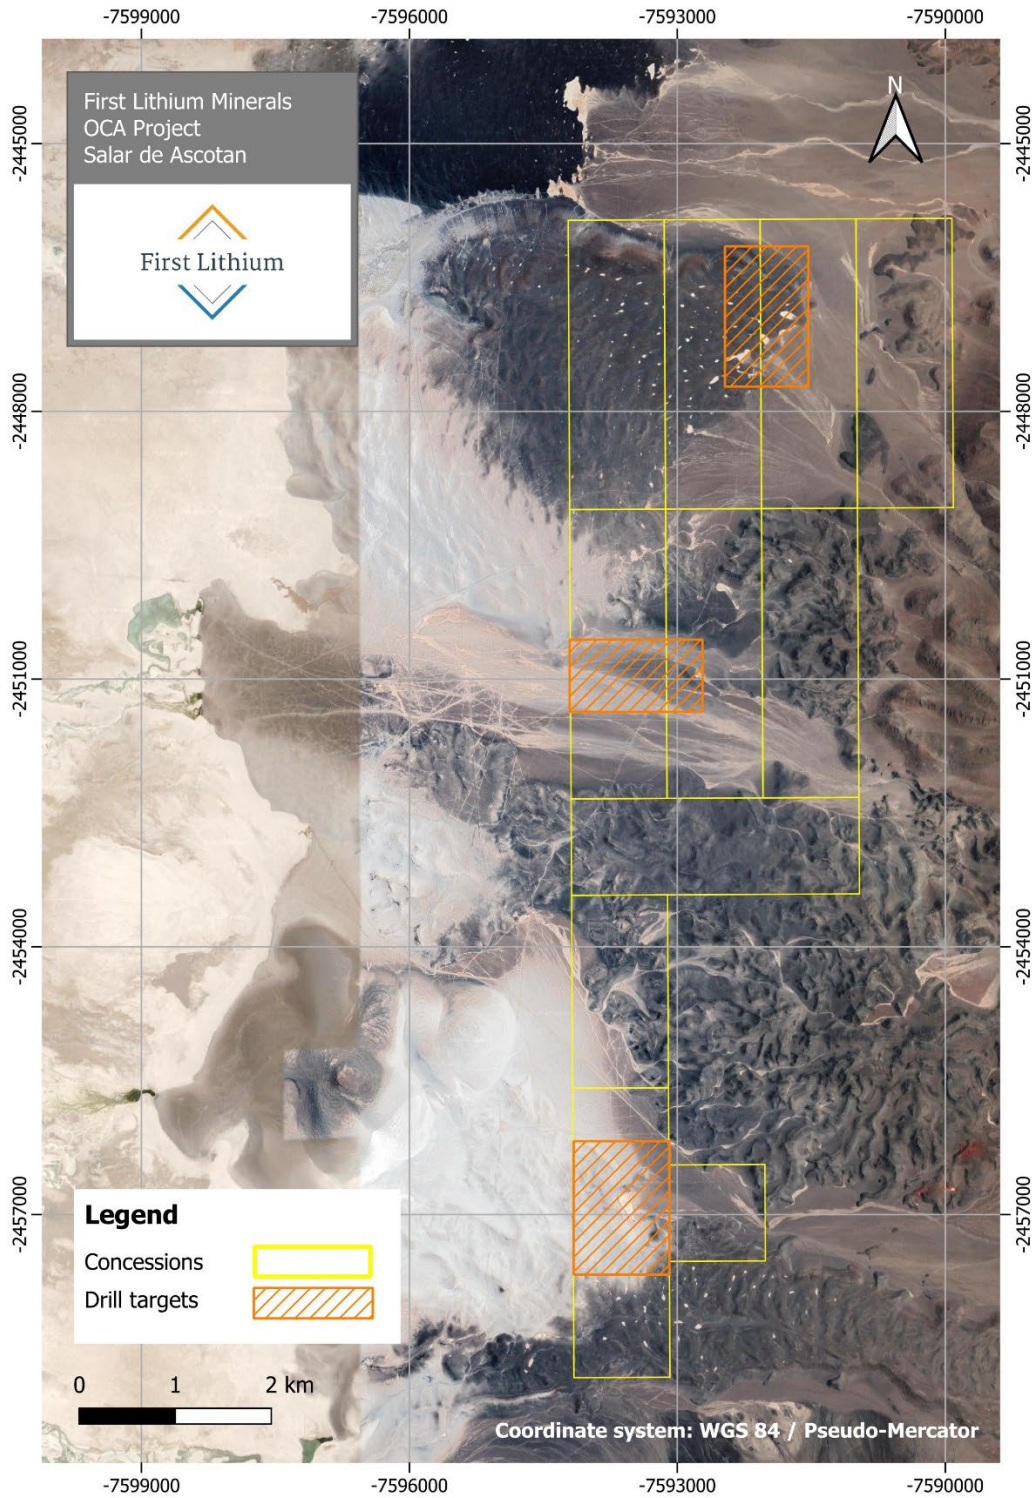 -7599000 -7596000 -7593000 -7590000
First Lithium Minerals
OCA Project
Salar de Ascotan
First Lithium
N
-2445000 -2445000
-2448000 -2448000
-2451000 -2451000
-2454000 -2454000
-2457000 -2457000
Legend
Concessions
Drill targets
0 1 2 km
Coordinate system: WGS 84 / Pseudo-Mercator
-7599000 -7596000 -7593000 -7590000